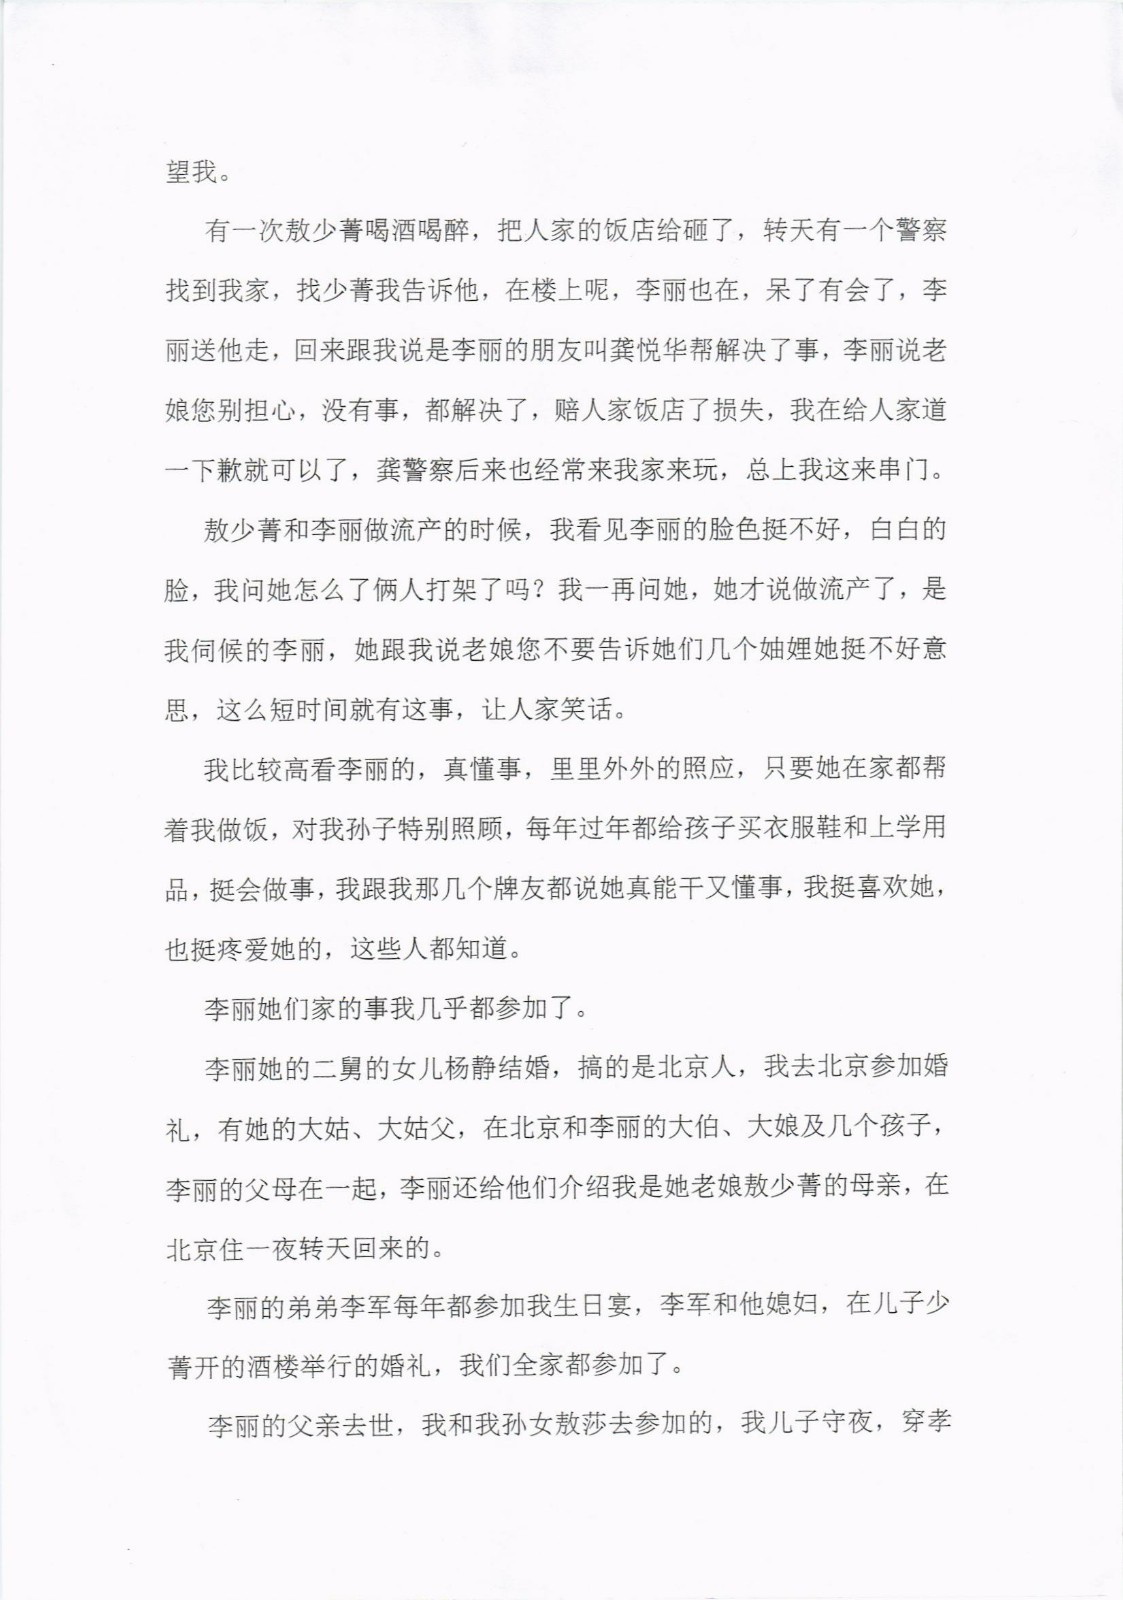 望我。
有一次敖少菁喝酒喝醉，把人家的饭店给砸了，转天有一个警察
找到我家，找少菁我告诉他，在楼上呢，李丽也在，呆了有会了，李
丽送他走，回来跟我说是李丽的朋友叫龚悦华帮解决了事，李丽说老
娘您别担心，没有事，都解决了，赔人家饭店了损失，我在给人家道
一下歉就可以了，龚警察后来也经常来我家来玩，总上我这来串门。
敖少菁和李丽做流产的时候，我看见李丽的脸色挺不好，白白的
脸，我问她怎么了俩人打架了吗？我一再问她，她才说做流产了，是
我伺候的李丽，她跟我说老娘您不要告诉她们几个妯娌她挺不好意
思，这么短时间就有这事，让人家笑话。
我比较高看李丽的，真懂事，里里外外的照应，只要她在家都帮
着我做饭，对我孙子特别照顾，每年过年都给孩子买衣服鞋和上学用
品，挺会做事，我跟我那几个牌友都说她真能干又懂事，我挺喜欢她，
也挺疼爱她的，这些人都知道。
李丽她们家的事我几乎都参加了。
李丽她的二舅的女儿杨静结婚，搞的是北京人，我去北京参加婚
礼，有她的大姑、大姑父，在北京和李丽的大伯、大娘及几个孩子，
李丽的父母在一起，李丽还给他们介绍我是她老娘敖少菁的母亲，在
北京住一夜转天回来的。
李丽的弟弟李军每年都参加我生日宴，李军和他媳妇，在儿子少
菁开的酒楼举行的婚礼，我们全家都参加了。
李丽的父亲去世，我和我孙女敖莎去参加的，我儿子守夜，穿孝